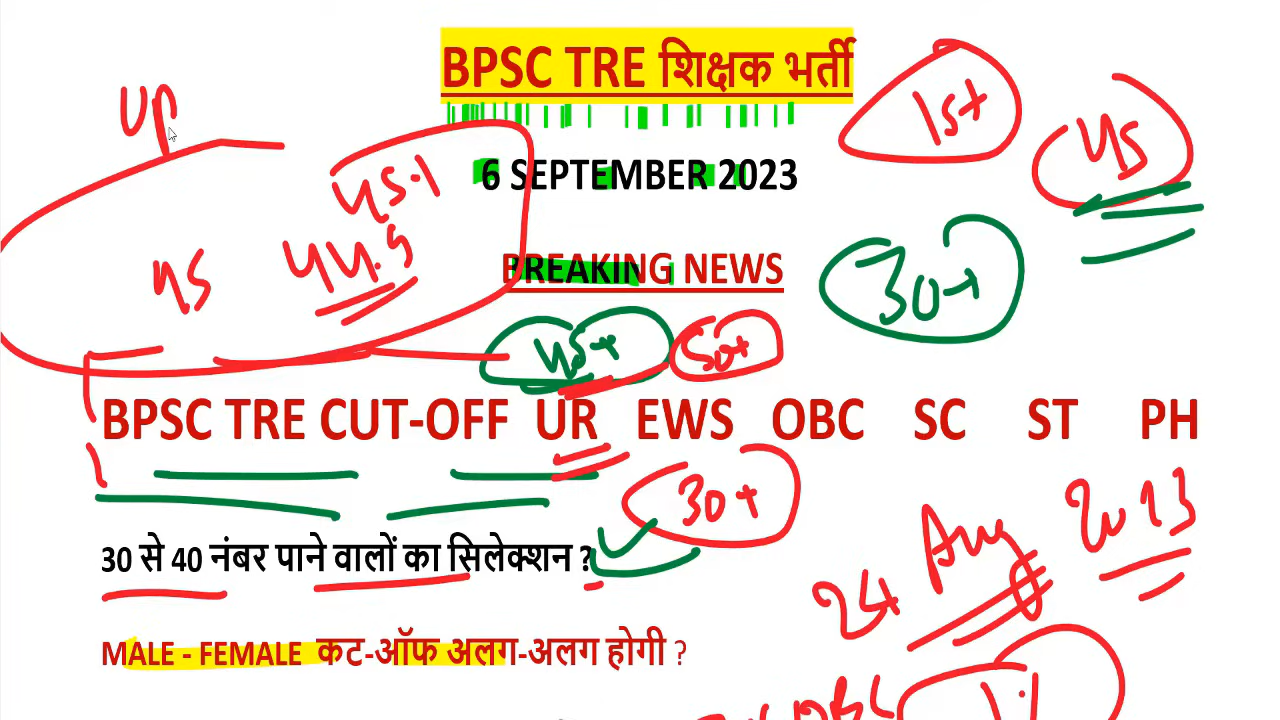 BPSC TRE शिक्षक भर्ती
15+
UP
45
45.1
6 SEPTEMBER 2023
45 44.5
BREAKING NEWS
30+
45+ 50+
BPSC TRE CUT-OFF UR EWS OBC SC ST PH
30+
30 से 40 नंबर पाने वालों का सिलेक्शन ?
24 Aug 2023
MALE - FEMALE कट-ऑफ अलग-अलग होगी ?
OBC